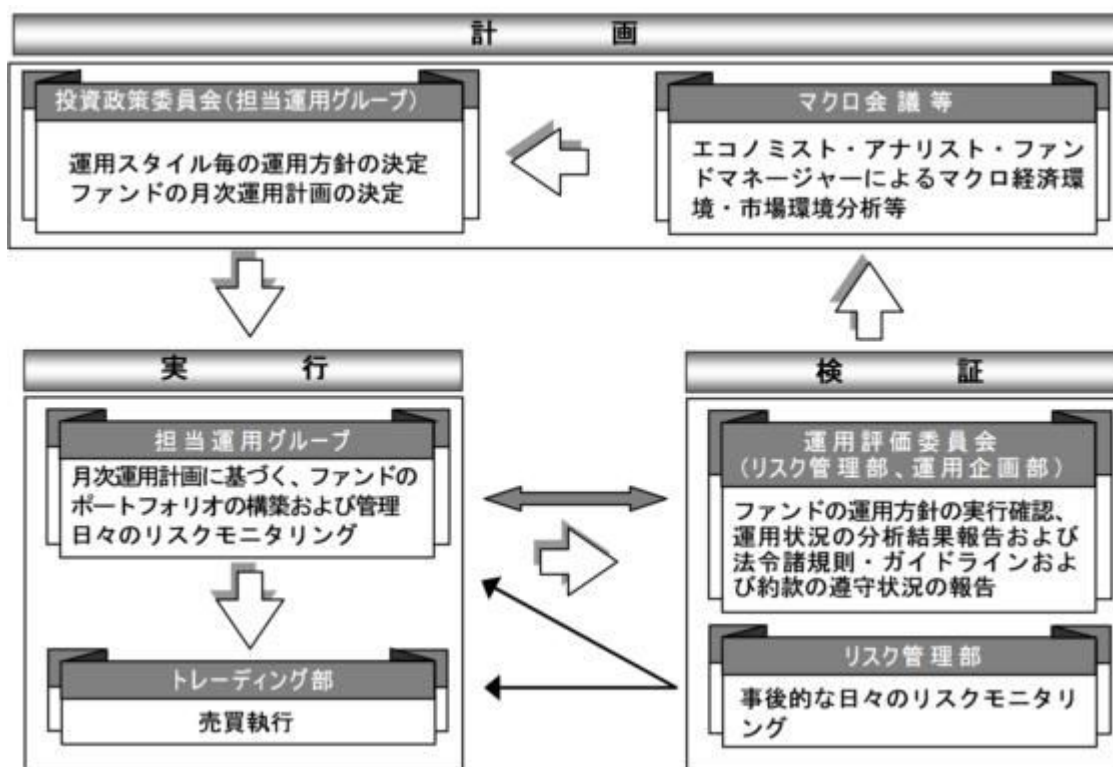 計画
投資政策委員会(担当運用グループ)
運用スタイル毎の運用方針の決定
ファンドの月次運用計画の決定
マクロ会議等
エコノミスト・アナリスト・ファン
ドマネージャーによるマクロ経済環
境・市場環境分析等
実行
担当運用グループ
月次運用計画に基づく、ファンドの
ポートフォリオの構築および管理
日々のリスクモニタリング
トレーディング部
売買執行
検証
運用評価委員会
(リスク管理部、運用企画部)
ファンドの運用方針の実行確認、
運用状況の分析結果報告および
法令諸規則・ガイドラインおよ
び約款の遵守状況の報告
リスク管理部
事後的な日々のリスクモニタリ
ング